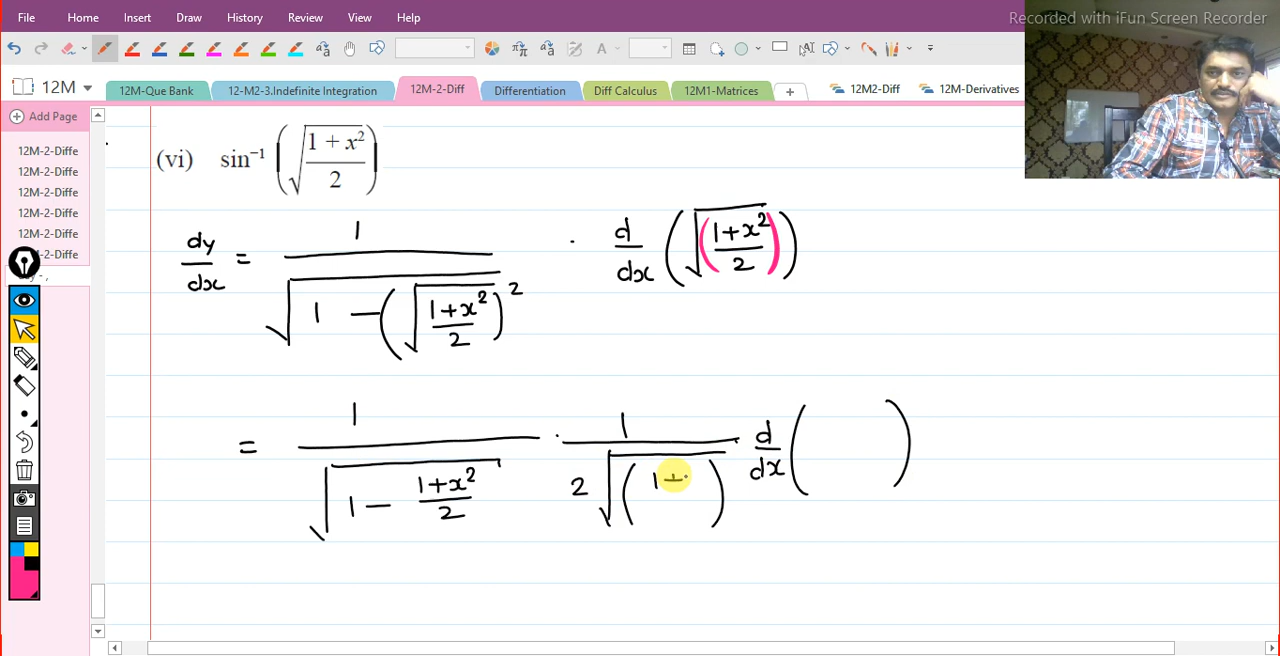 File Home Insert Draw History Review View Help
Recorded with iFun Screen Recorder
12M 12M-Que Bank 12-M2-3.Indefinite Integration 12M-2-Diff Differentiation Diff Calculus 12M1-Matrices + 12M2-Diff 12M-Derivatives
Add Page
12M-2-Diffe
12M-2-Diffe
12M-2-Diffe
12M-2-Diffe
12M-2-Diffe
(vi) sin⁻¹ (√((1 + x²)/2))
dy/dx = 1/√(1 − (√((1+x²)/2))²) · d/dx (√((1+x²)/2))
= 1/√(1 − (1+x²)/2) · 1/(2√(1+)) d/dx ( )